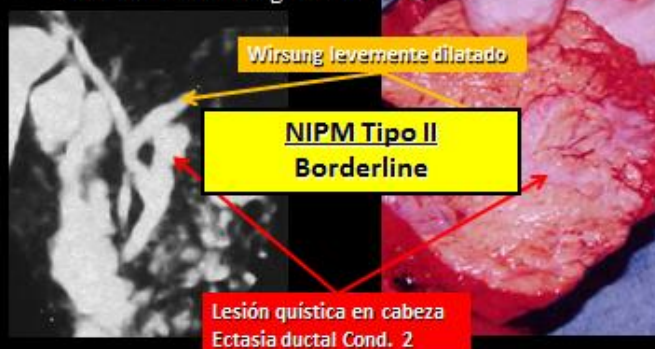 Wirsung levemente dilatado
NIPM Tipo II
Borderline
Lesión quística en cabeza
Ectasia ductal Cond. 2